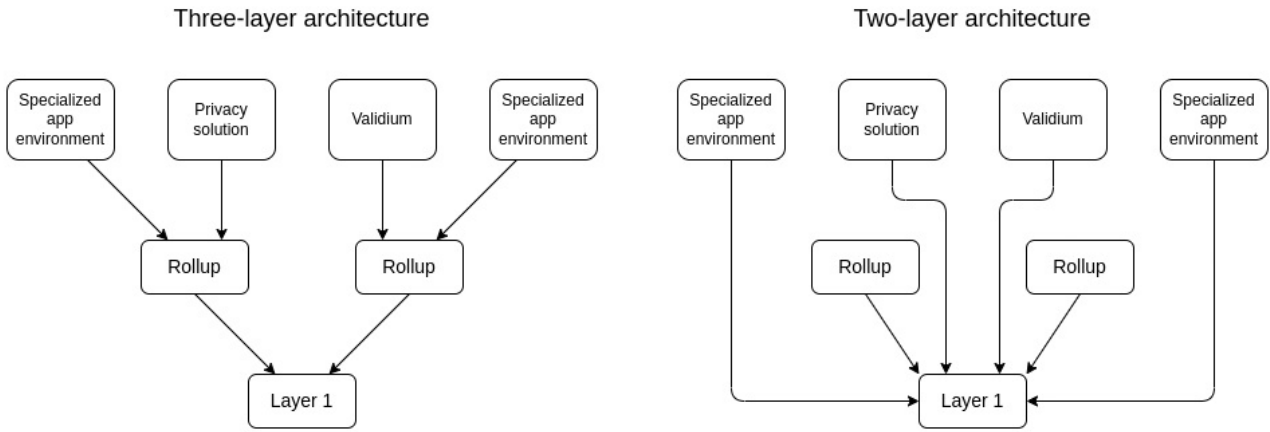 Three-layer architecture
Specialized
app
environment
Privacy
solution
Validium
Specialized
app
environment
Rollup
Rollup
Layer 1
Two-layer architecture
Specialized
app
environment
Privacy
solution
Validium
Specialized
app
environment
Rollup
Rollup
Layer 1